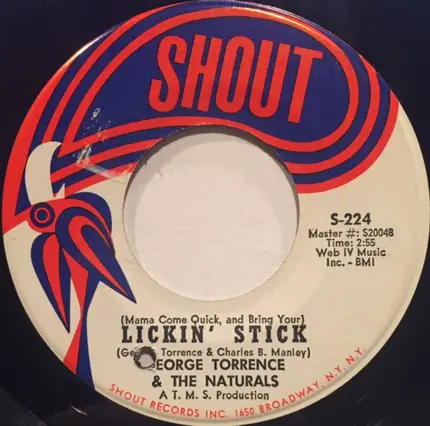 SHOUT
S-224
Master #: S20048
Time: 2:55
Web IV Music
Inc. - BMI
(Mama Come Quick, and Bring Your)
LICKIN' STICK
Torrence & Charles B. Manley)
EORGE TORRENCE
& THE NATURALS
A T. M. S. Production
SHOUT RECORDS INC. 1650 BROADWAY, N.Y. N.Y.